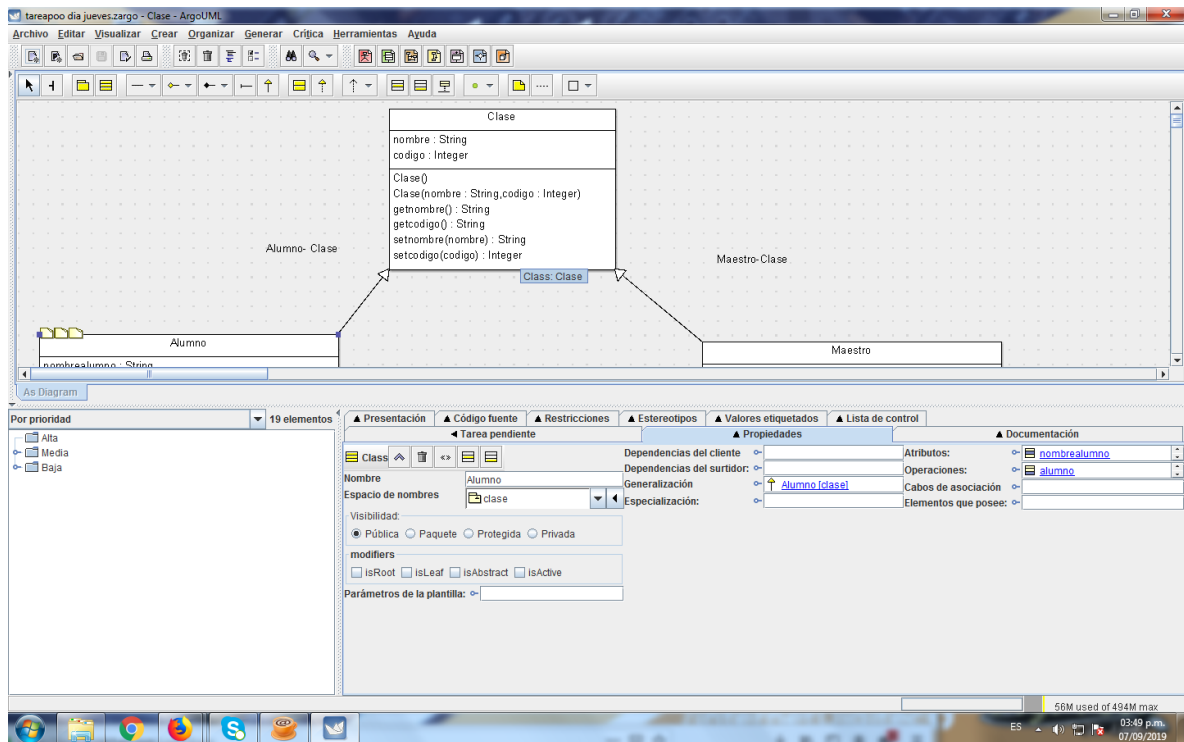 tareapoo dia jueves.zargo - Clase - ArgoUML
Archivo Editar Visualizar Crear Organizar Generar Crítica Herramientas Ayuda
Clase
nombre : String
codigo : Integer
Clase()
Clase(nombre : String,codigo : Integer)
getnombre() : String
getcodigo() : String
setnombre(nombre) : String
setcodigo(codigo) : Integer
Alumno- Clase
Maestro-Clase
Class: Clase
Alumno
nombrealumno : String
Maestro
As Diagram
Por prioridad
19 elementos
Alta
Media
Baja
▲ Presentación ▲ Código fuente ▲ Restricciones ▲ Estereotipos ▲ Valores etiquetados ▲ Lista de control
◀ Tarea pendiente ▲ Propiedades ▲ Documentación
Class
Nombre Alumno
Espacio de nombres clase
Visibilidad:
Pública Paquete Protegida Privada
modifiers
isRoot isLeaf isAbstract isActive
Parámetros de la plantilla:
Dependencias del cliente
Dependencias del surtidor:
Generalización Alumno [clase]
Especialización:
Atributos: nombrealumno
Operaciones: alumno
Cabos de asociación
Elementos que posee:
56M used of 494M max
ES
03:49 p.m.
07/09/2019